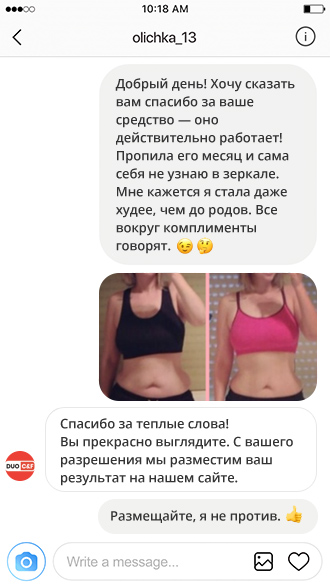 10:18 AM
olichka_13
Добрый день! Хочу сказать
вам спасибо за ваше
средство — оно
действительно работает!
Пропила его месяц и сама
себя не узнаю в зеркале.
Мне кажется я стала даже
худее, чем до родов. Все
вокруг комплименты
говорят. 😉🤔
Спасибо за теплые слова!
Вы прекрасно выглядите. С вашего
разрешения мы разместим ваш
результат на нашем сайте.
DUO C&F
Размещайте, я не против. 👍
Write a message...